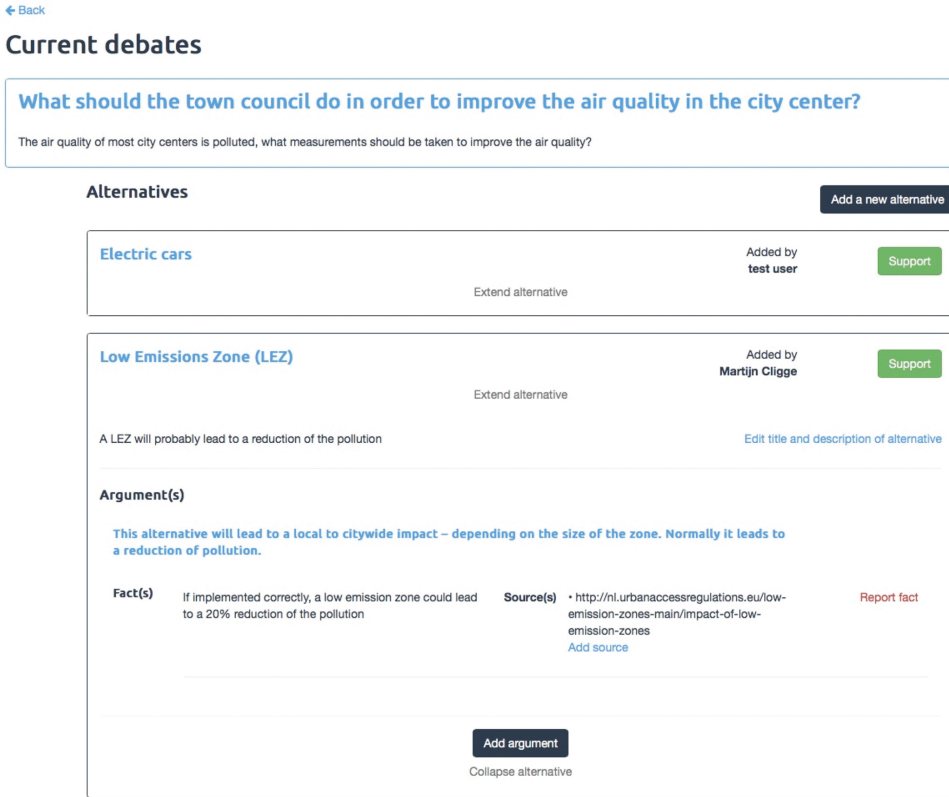 Back
Current debates
What should the town council do in order to improve the air quality in the city center?
The air quality of most city centers is polluted, what measurements should be taken to improve the air quality?
Alternatives
Add a new alternative
Electric cars
Added by
test user
Support
Extend alternative
Low Emissions Zone (LEZ)
Added by
Martijn Cligge
Support
Extend alternative
A LEZ will probably lead to a reduction of the pollution
Edit title and description of alternative
Argument(s)
This alternative will lead to a local to citywide impact – depending on the size of the zone. Normally it leads to
a reduction of pollution.
Fact(s)
If implemented correctly, a low emission zone could lead
to a 20% reduction of the pollution
Source(s)
• http://nl.urbanaccessregulations.eu/low-
emission-zones-main/impact-of-low-
emission-zones
Add source
Report fact
Add argument
Collapse alternative